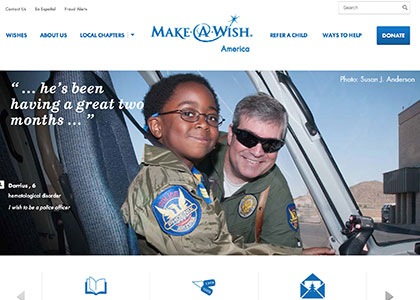 Contact Us En Español Fraud Alerts
Search
WISHES ABOUT US LOCAL CHAPTERS
MAKE-A-WISH®
America
REFER A CHILD WAYS TO HELP DONATE
Photo: Susan J. Anderson
“ ... he's been
having a great two
months ... ”
Darrius, 6
hematological disorder
I wish to be a police officer